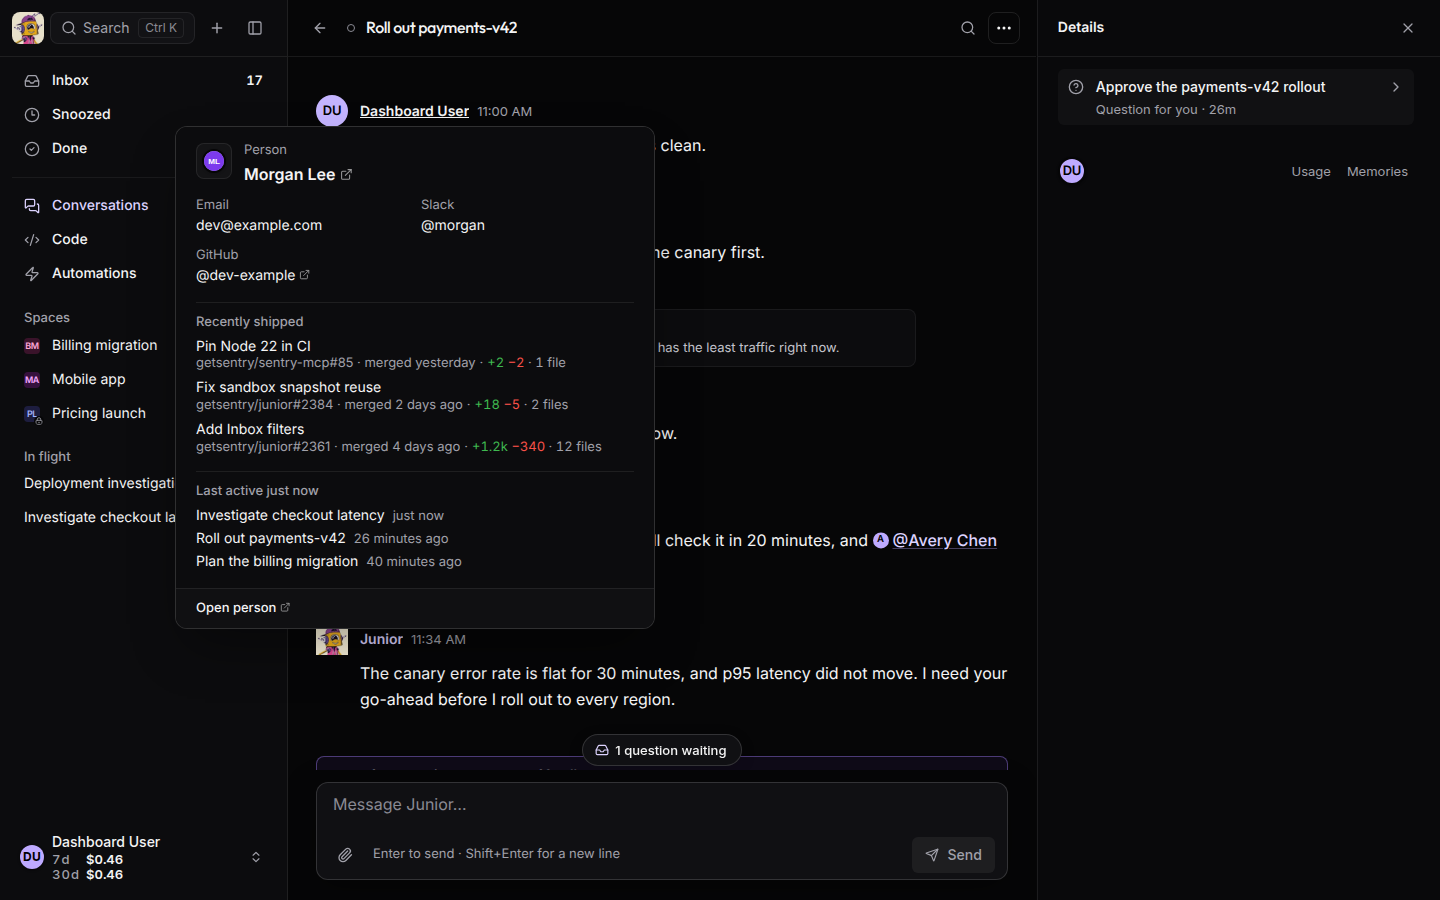 Search Ctrl K
Inbox 17
Snoozed
Done
Conversations
Code
Automations
Spaces
BM Billing migration
MA Mobile app
PL Pricing launch
In flight
Deployment investigati
Investigate checkout la
DU Dashboard User
7d $0.46
30d $0.46
Roll out payments-v42
DU Dashboard User 11:00 AM
clean.
canary first.
has the least traffic right now.
check it in 20 minutes, and A @Avery Chen
Junior 11:34 AM
The canary error rate is flat for 30 minutes, and p95 latency did not move. I need your
go-ahead before I roll out to every region.
1 question waiting
Message Junior...
Enter to send · Shift+Enter for a new line
Send
ML Person
Morgan Lee
Email Slack
dev@example.com @morgan
GitHub
@dev-example
Recently shipped
Pin Node 22 in CI
getsentry/sentry-mcp#85 · merged yesterday · +2 −2 · 1 file
Fix sandbox snapshot reuse
getsentry/junior#2384 · merged 2 days ago · +18 −5 · 2 files
Add Inbox filters
getsentry/junior#2361 · merged 4 days ago · +1.2k −340 · 12 files
Last active just now
Investigate checkout latency just now
Roll out payments-v42 26 minutes ago
Plan the billing migration 40 minutes ago
Open person
Details
Approve the payments-v42 rollout
Question for you · 26m
DU Usage Memories